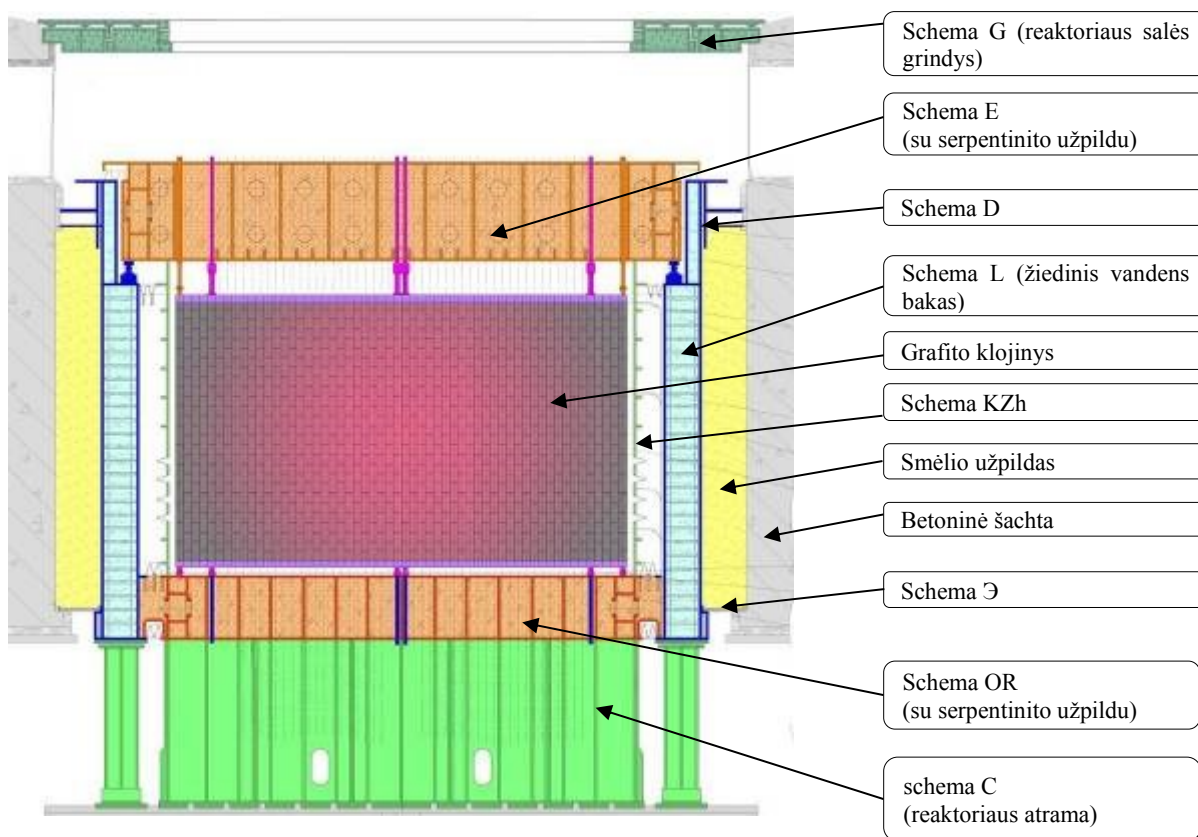 Schema G (reaktoriaus salės
grindys)
Schema E
(su serpentinito užpildu)
Schema D
Schema L (žiedinis vandens
bakas)
Grafito klojinys
Schema KZh
Smėlio užpildas
Betoninė šachta
Schema Э
Schema OR
(su serpentinito užpildu)
schema C
(reaktoriaus atrama)